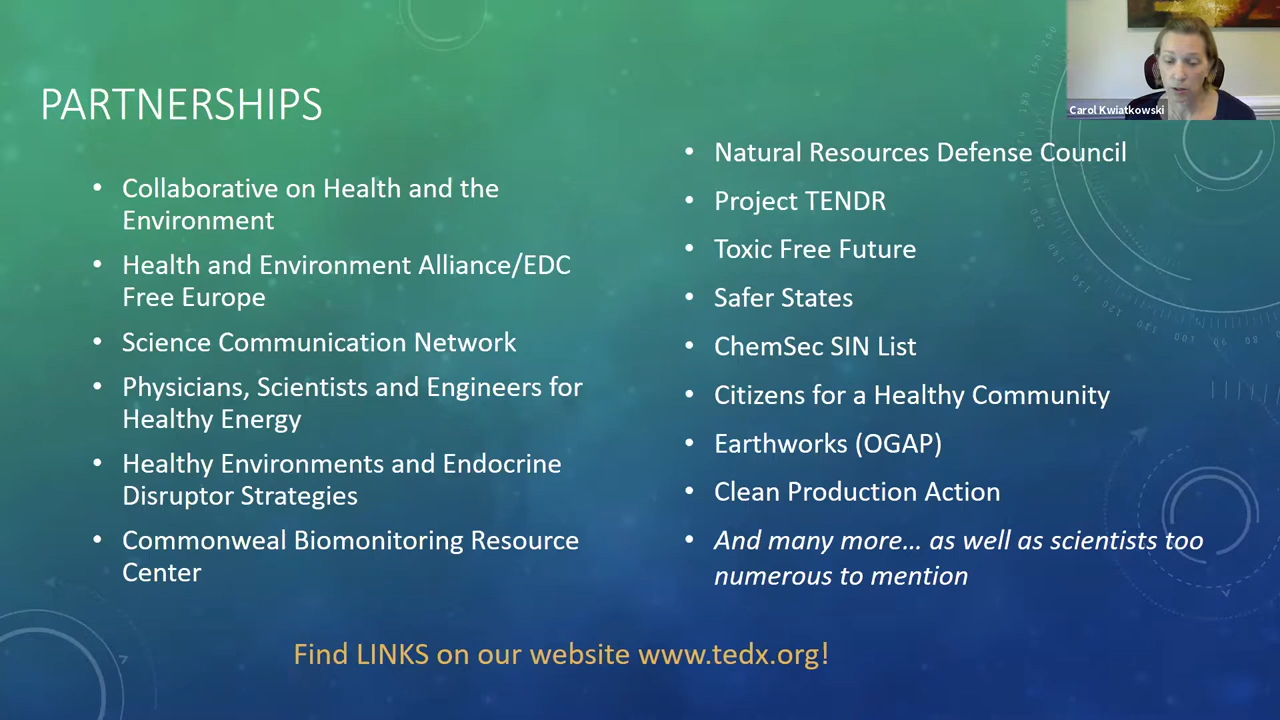 PARTNERSHIPS
• Collaborative on Health and the
Environment
• Health and Environment Alliance/EDC
Free Europe
• Science Communication Network
• Physicians, Scientists and Engineers for
Healthy Energy
• Healthy Environments and Endocrine
Disruptor Strategies
• Commonweal Biomonitoring Resource
Center
• Natural Resources Defense Council
• Project TENDR
• Toxic Free Future
• Safer States
• ChemSec SIN List
• Citizens for a Healthy Community
• Earthworks (OGAP)
• Clean Production Action
• And many more… as well as scientists too
numerous to mention
Find LINKS on our website www.tedx.org!
Carol Kwiatkowski